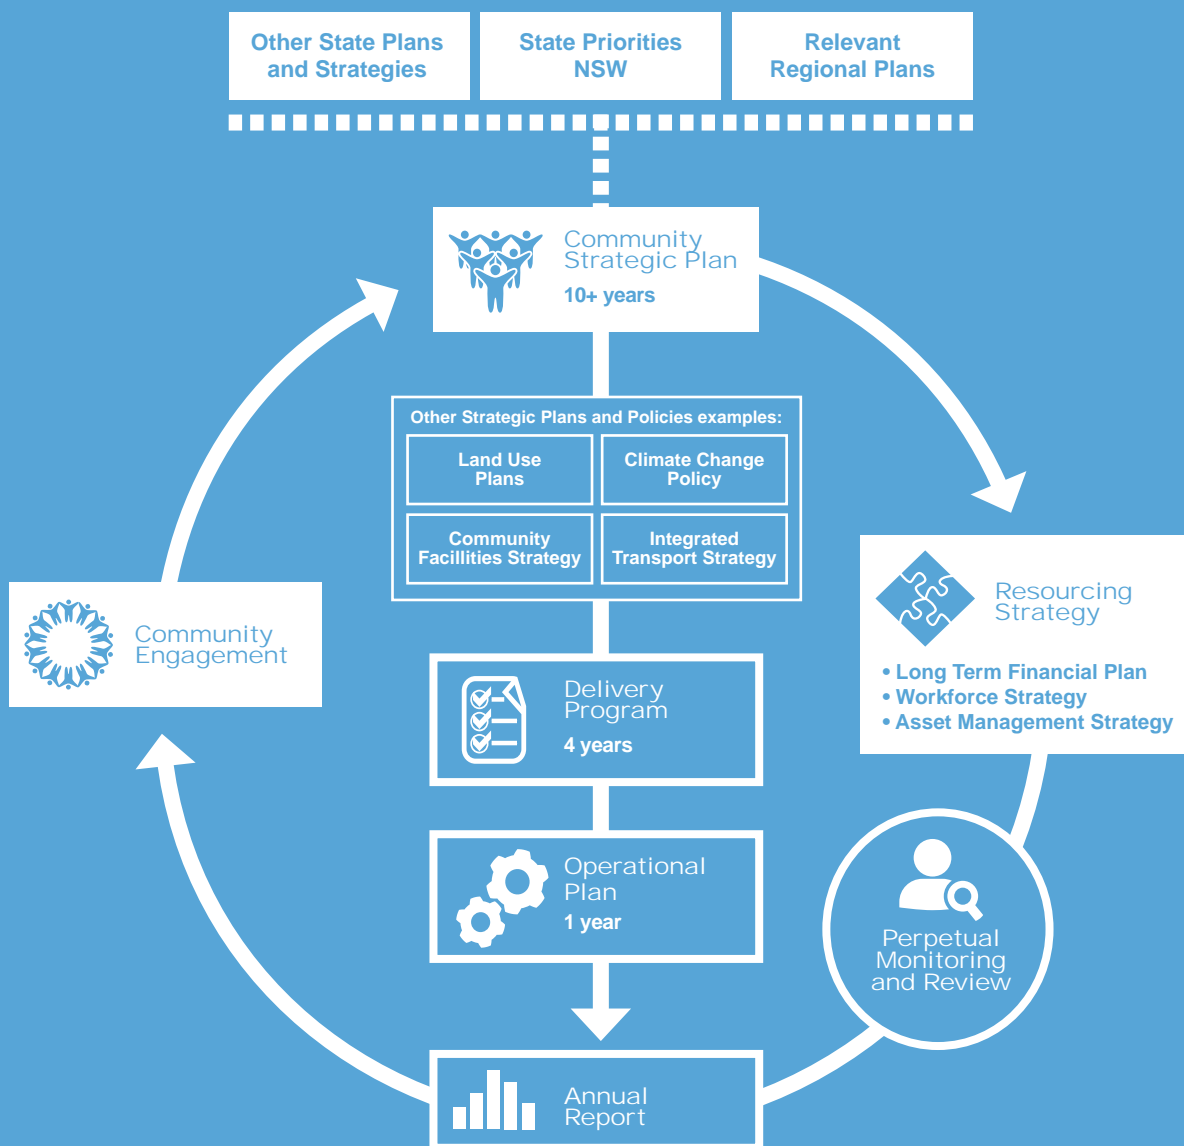 Other State Plans
and Strategies
State Priorities
NSW
Relevant
Regional Plans
Community
Strategic Plan
10+ years
Other Strategic Plans and Policies examples:
Land Use
Plans
Climate Change
Policy
Community
Facillities Strategy
Integrated
Transport Strategy
Resourcing
Strategy
• Long Term Financial Plan
• Workforce Strategy
• Asset Management Strategy
Community
Engagement
Delivery
Program
4 years
Operational
Plan
1 year
Perpetual
Monitoring
and Review
Annual
Report